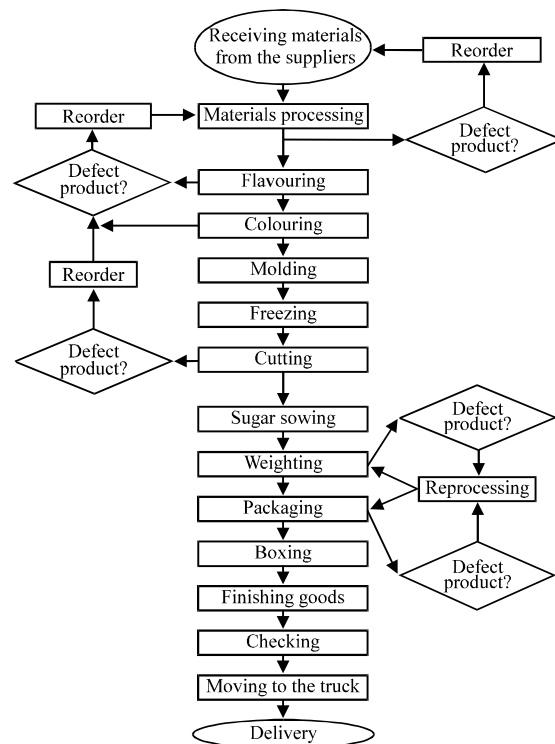 Receiving materials
from the suppliers
Reorder
Reorder
Materials processing
Defect
product?
Defect
product?
Flavouring
Colouring
Reorder
Molding
Freezing
Defect
product?
Cutting
Sugar sowing
Defect
product?
Weighting
Reprocessing
Packaging
Boxing
Defect
product?
Finishing goods
Checking
Moving to the truck
Delivery